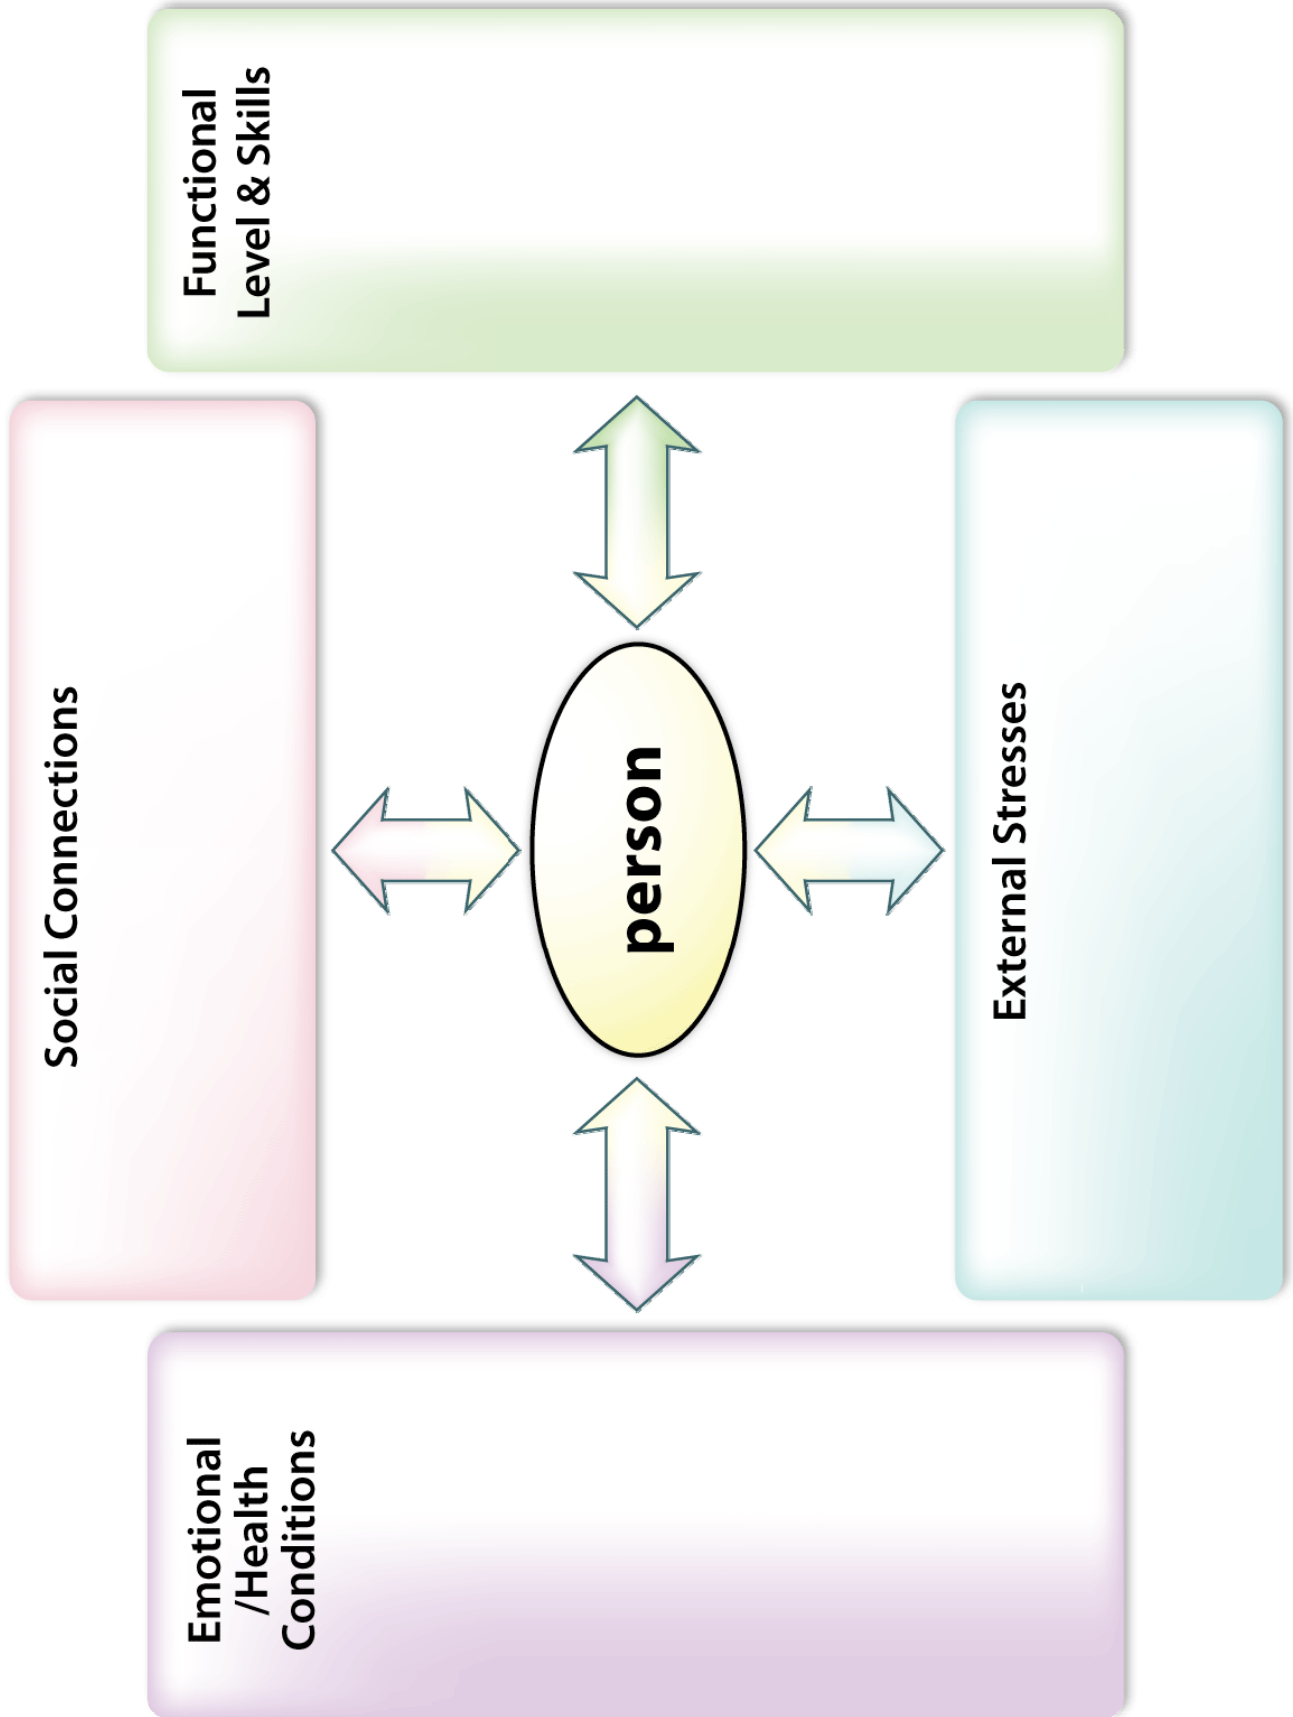 Social Connections
Emotional
/Health
Conditions
person
Functional
Level & Skills
External Stresses